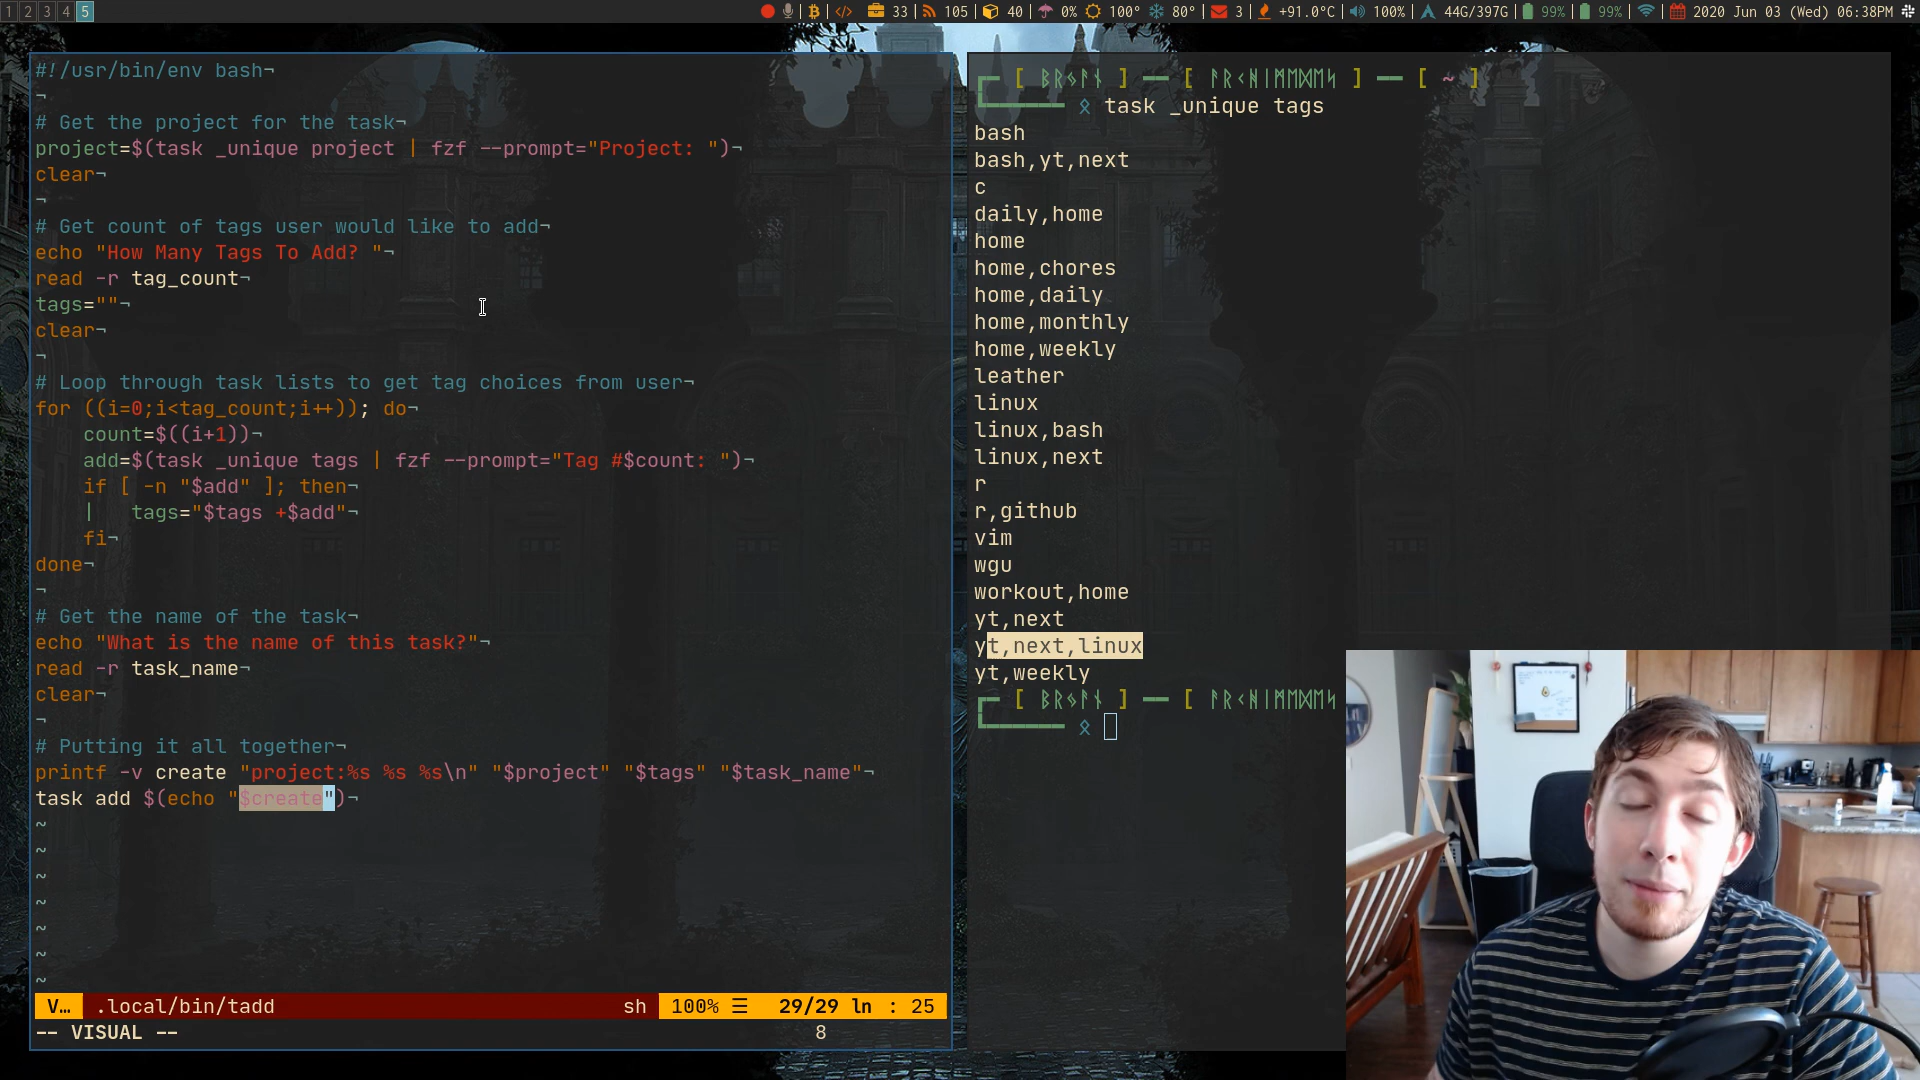 1 2 3 4 5
33 | 105 | 40 | 0% 100° 80° | 3 | +91.0°C | 100% | 44G/397G | 99% | 99% | | 2020 Jun 03 (Wed) 06:38PM
#!/usr/bin/env bash¬
¬
# Get the project for the task¬
project=$(task _unique project | fzf --prompt="Project: ")¬
clear¬
¬
# Get count of tags user would like to add¬
echo "How Many Tags To Add? "¬
read -r tag_count¬
tags=""¬
clear¬
¬
# Loop through task lists to get tag choices from user¬
for ((i=0;i<tag_count;i++)); do¬
count=$((i+1))¬
add=$(task _unique tags | fzf --prompt="Tag #$count: ")¬
if [ -n "$add" ]; then¬
| tags="$tags +$add"¬
fi¬
done¬
¬
# Get the name of the task¬
echo "What is the name of this task?"¬
read -r task_name¬
clear¬
¬
# Putting it all together¬
printf -v create "project:%s %s %s\n" "$project" "$tags" "$task_name"¬
task add $(echo "$create")¬
~
~
~
~
~
~
~
V… .local/bin/tadd sh 100% ☰ 29/29 ln : 25
-- VISUAL -- 8
[ ~ ]
task _unique tags
bash
bash,yt,next
c
daily,home
home
home,chores
home,daily
home,monthly
home,weekly
leather
linux
linux,bash
linux,next
r
r,github
vim
wgu
workout,home
yt,next
yt,next,linux
yt,weekly